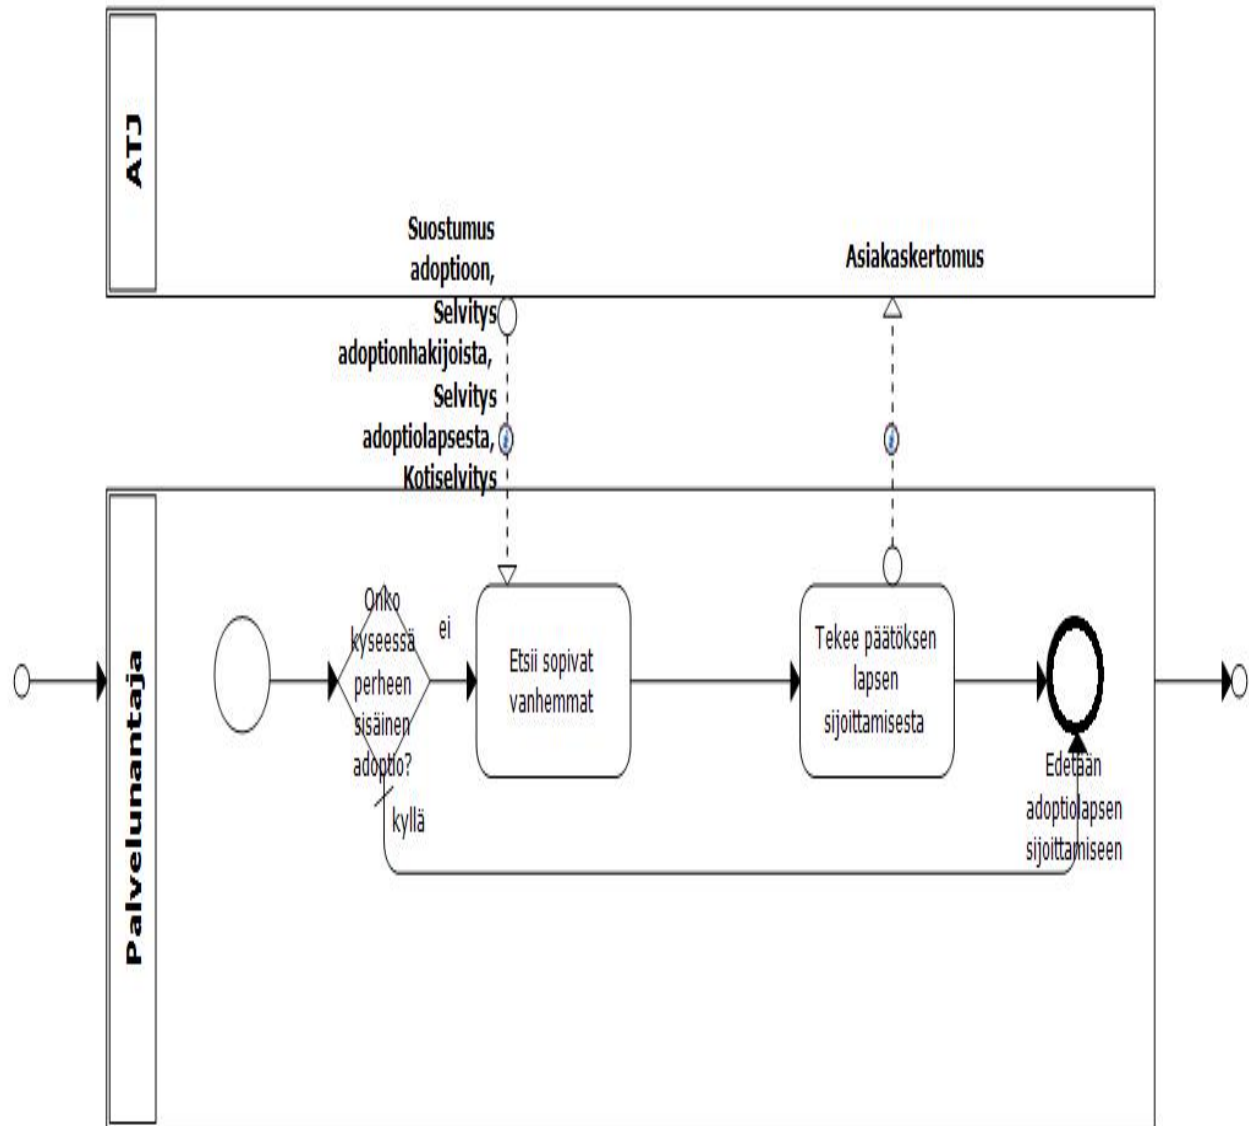 ATJ
Suostumus
adoptioon,
Selvitys
adoptionhakijoista,
Selvitys
adoptiolapsesta,
Kotiselvitys
Asiakaskertomus
Palvelunantaja
Onko
kyseessä
perheen
sisäinen
adoptio?
ei
kyllä
Etsii sopivat
vanhemmat
Tekee päätöksen
lapsen
sijoittamisesta
Edetään
adoptiolapsen
sijoittamiseen